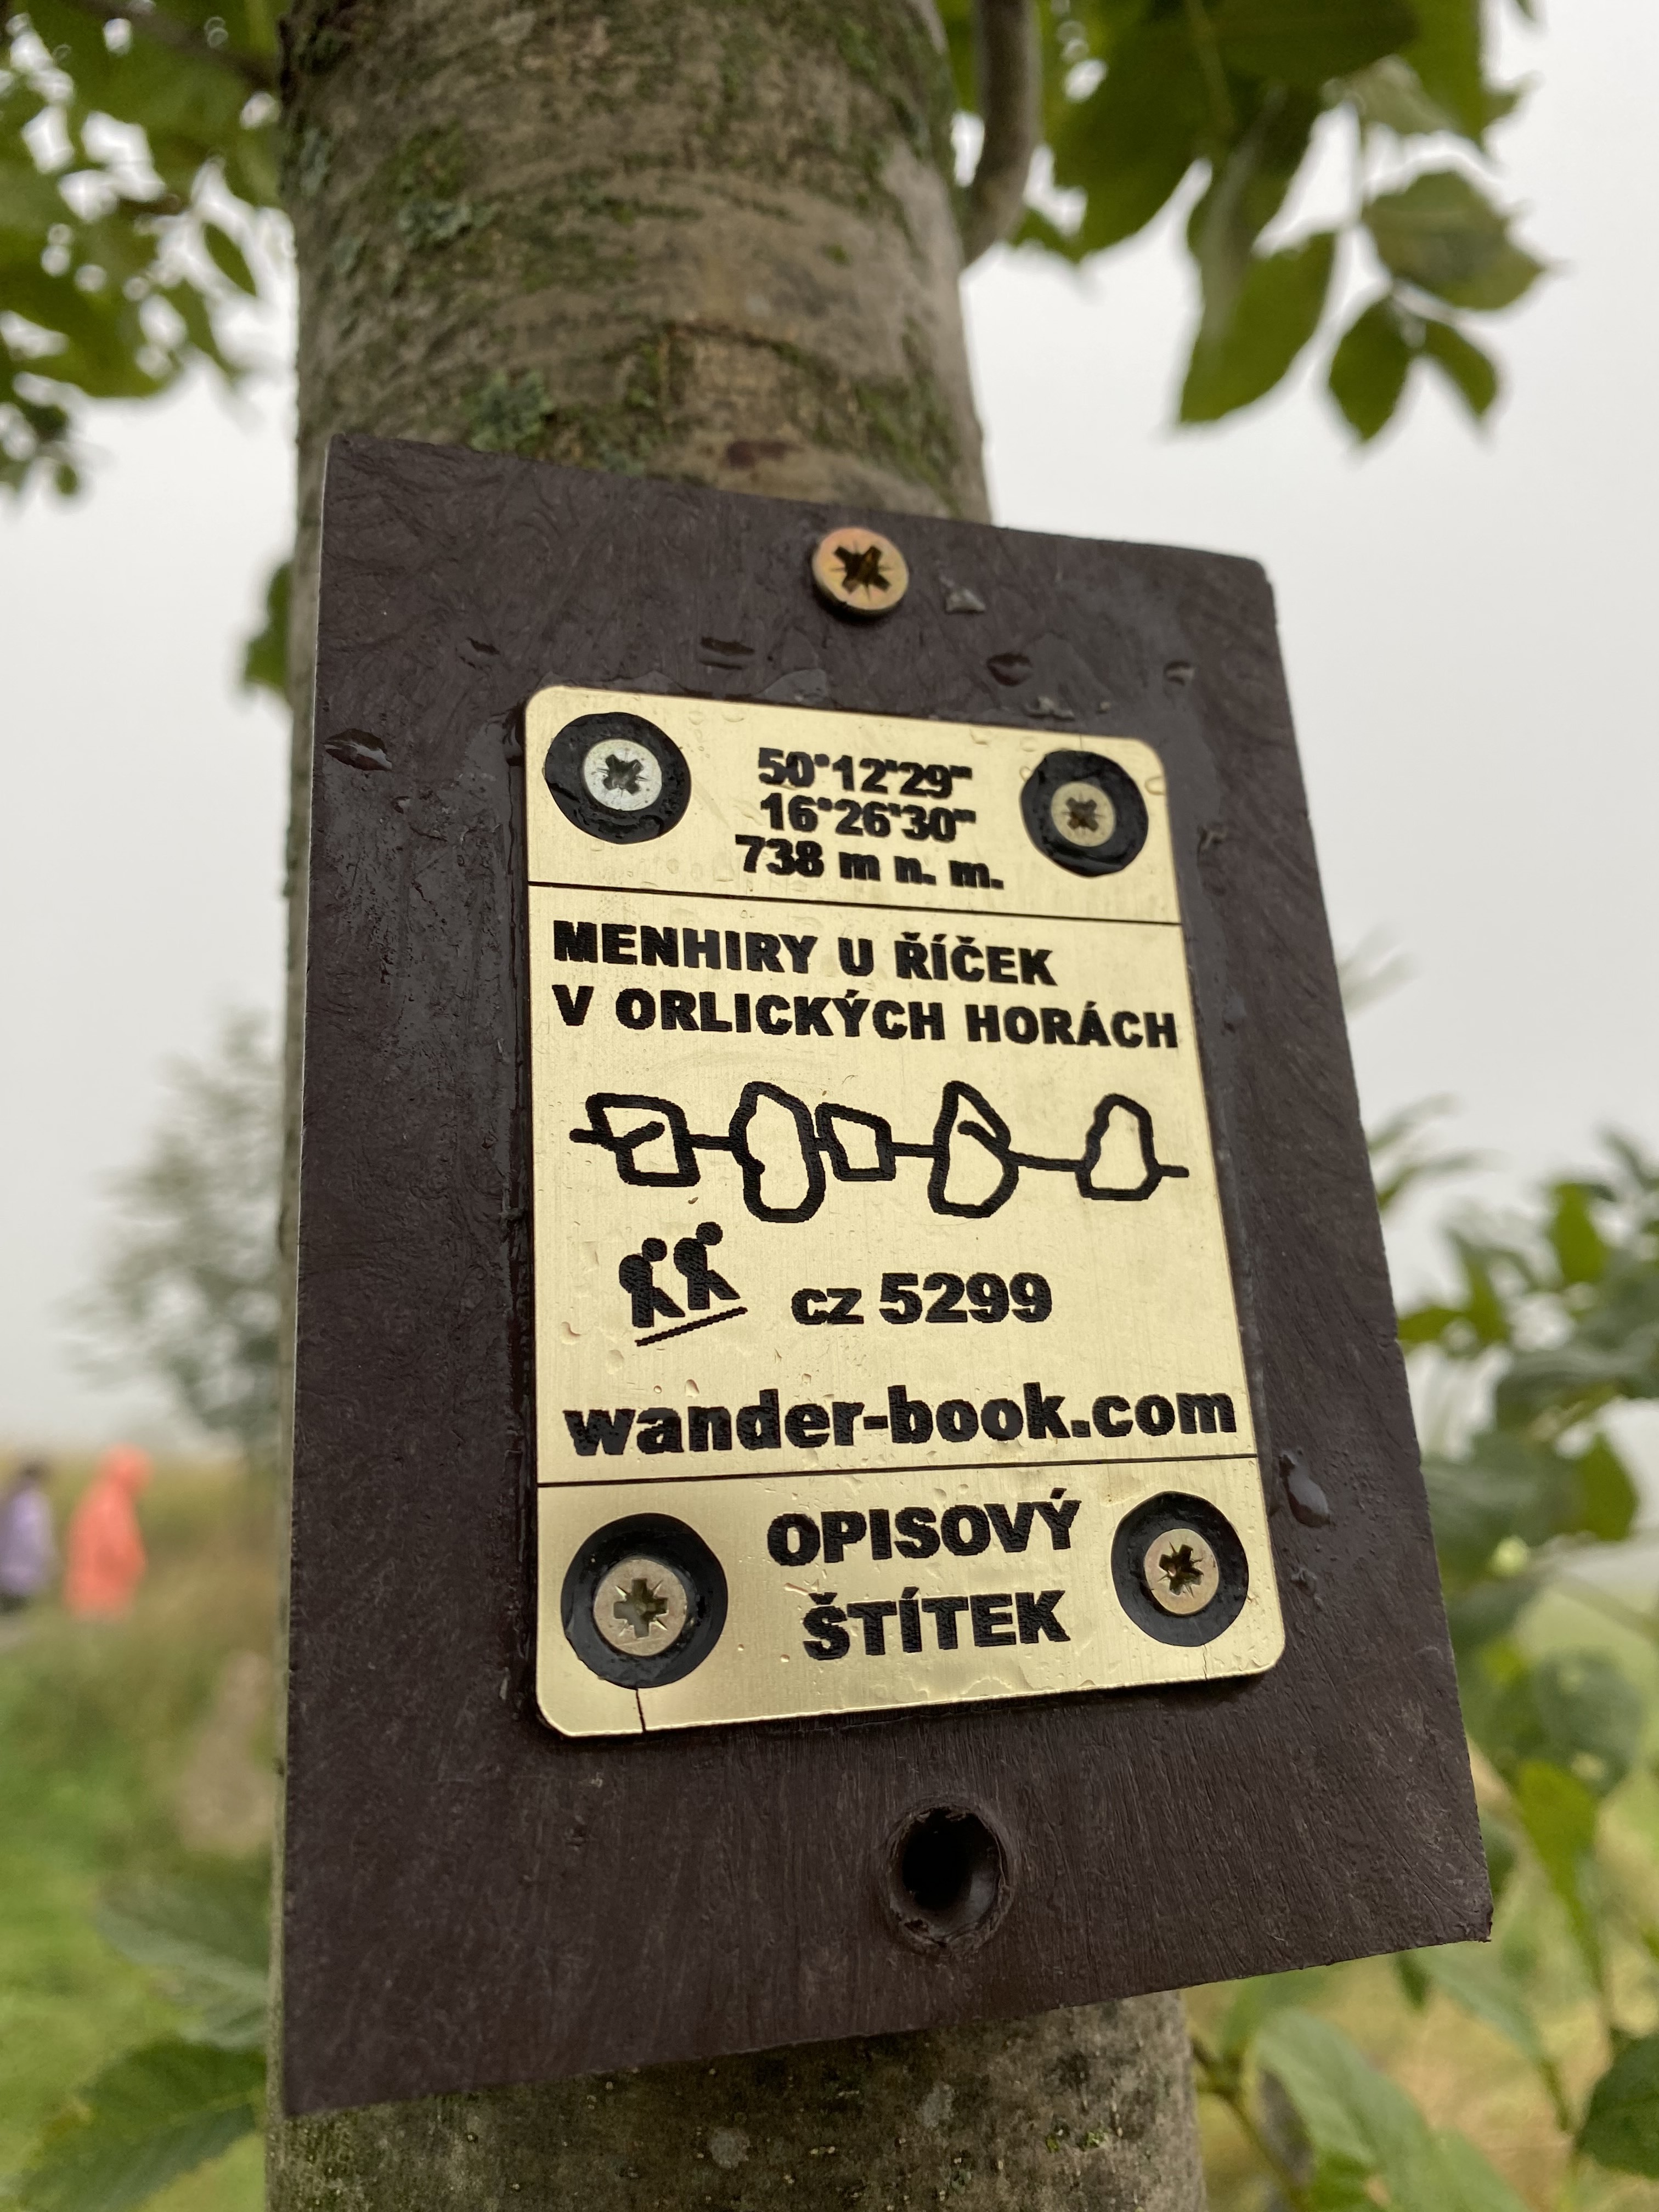 50°12'29"
16°26'30"
738 m n. m.
MENHIRY U ŘÍČEK
V ORLICKÝCH HORÁCH
cz 5299
wander-book.com
OPISOVÝ
ŠTÍTEK